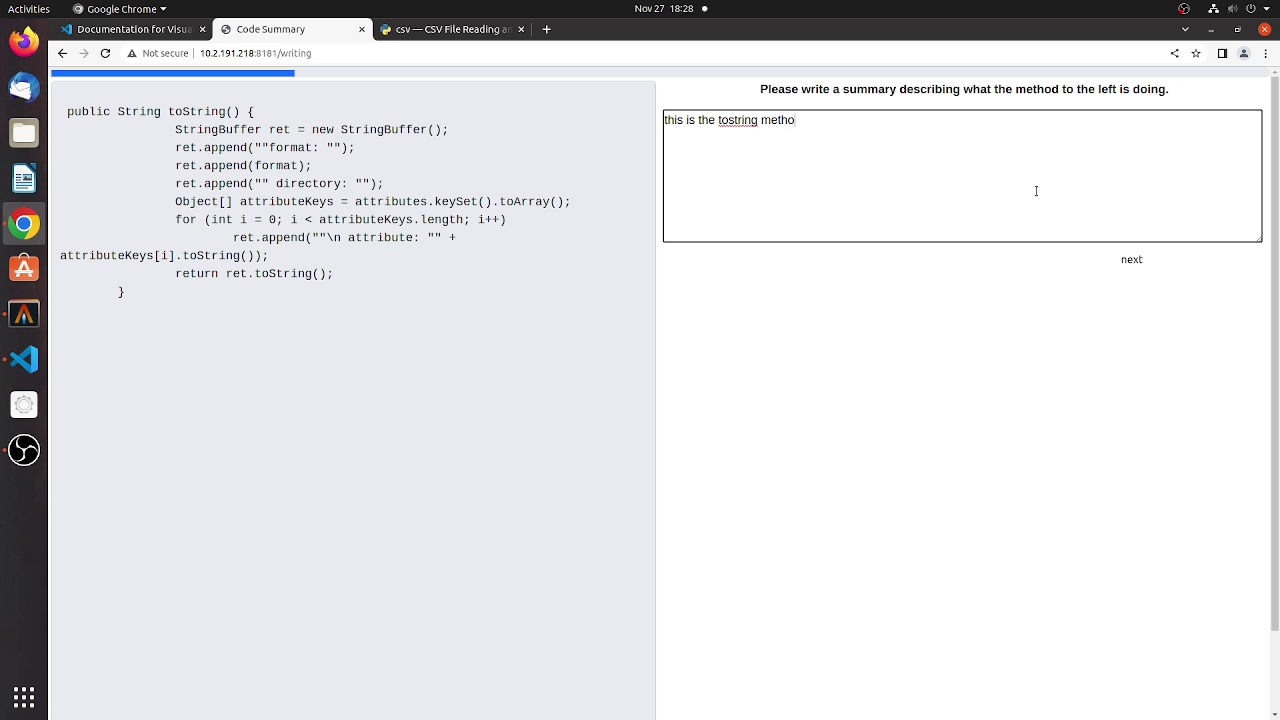 Activities
Google Chrome
Nov 27 18:28
Documentation for Visua
Code Summary
csv — CSV File Reading a
Not secure
10.2.191.218:8181/writing
public String toString() {
StringBuffer ret = new StringBuffer();
ret.append(""format: "");
ret.append(format);
ret.append("" directory: "");
Object[] attributeKeys = attributes.keySet().toArray();
for (int i = 0; i < attributeKeys.length; i++)
ret.append(""\n attribute: "" +
attributeKeys[i].toString());
return ret.toString();
}
Please write a summary describing what the method to the left is doing.
this is the tostring metho
next